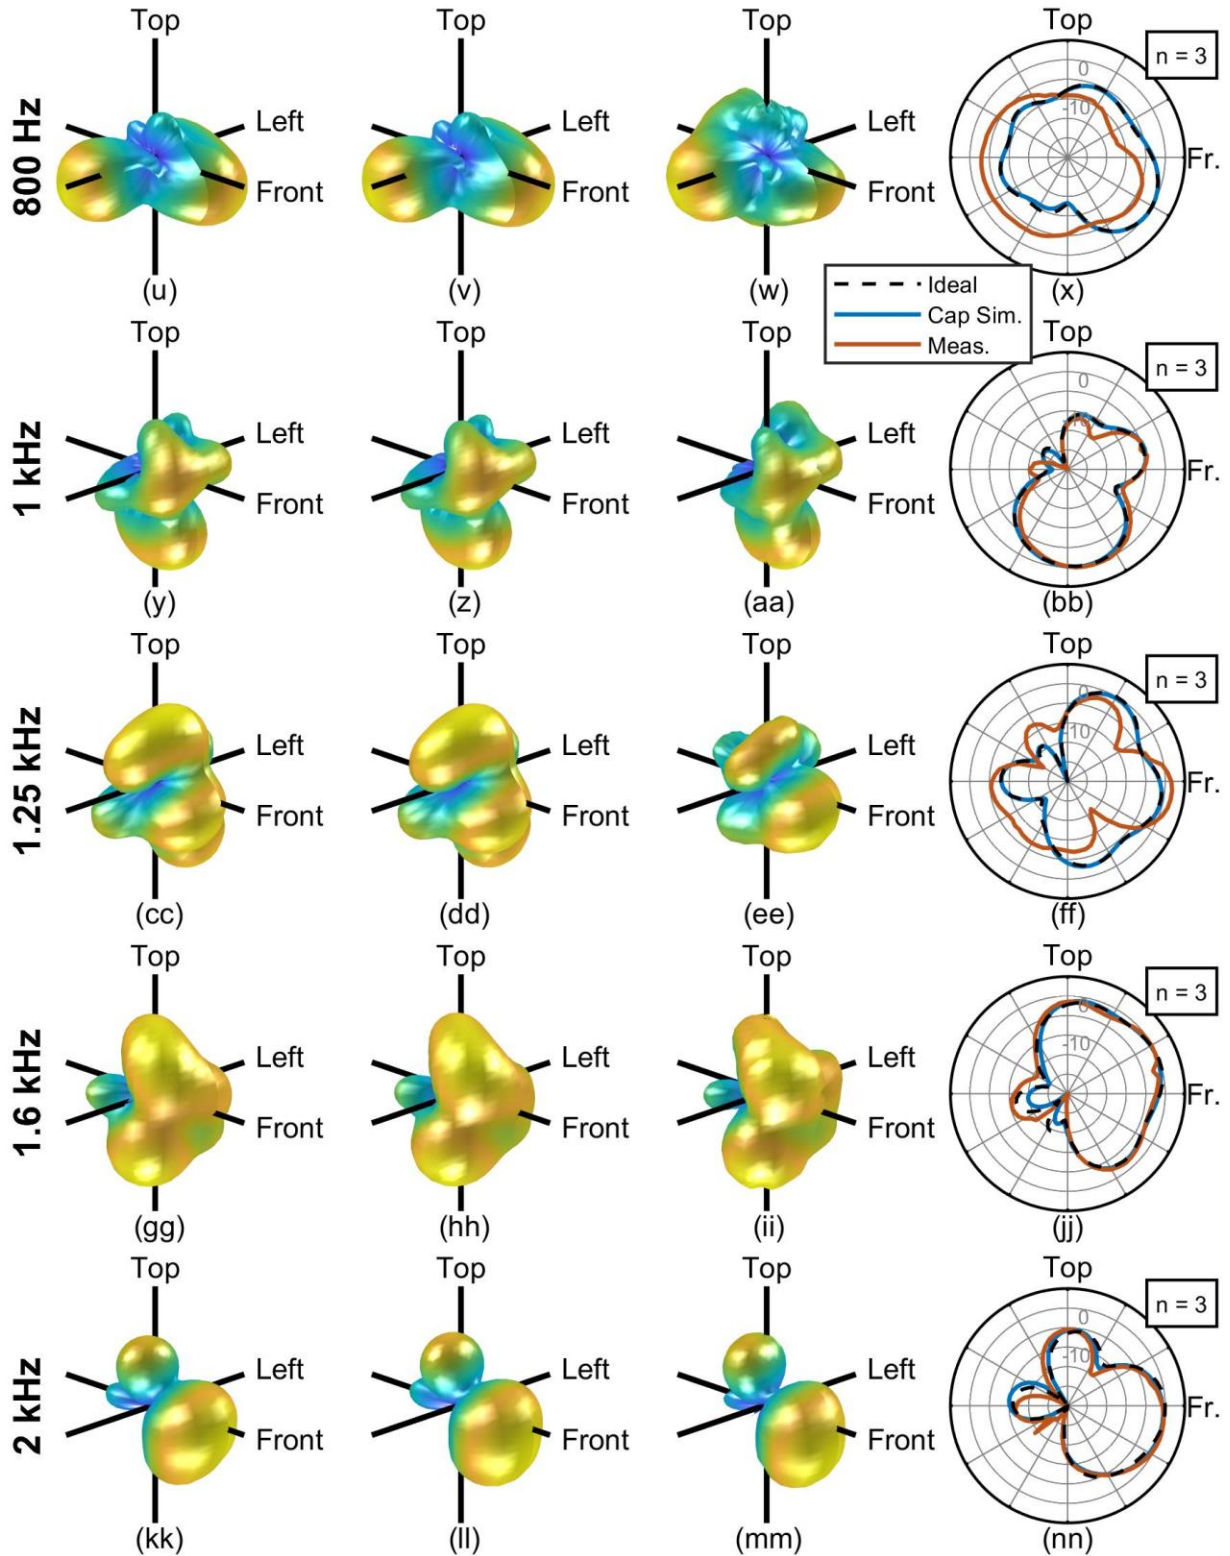 Top Top Top Top
n = 3
0
-10
800 Hz
Left Left Left
Front Front Front
Fr.
(u) (v) (w) (x)
Ideal
Cap Sim.
Meas.
Top Top Top Top
n = 3
0
1 kHz
Left Left Left
Front Front Front
Fr.
(y) (z) (aa) (bb)
Top Top Top Top
n = 3
0
-10
1.25 kHz
Left Left Left
Front Front Front
Fr.
(cc) (dd) (ee) (ff)
Top Top Top Top
n = 3
0
-10
1.6 kHz
Left Left Left
Front Front Front
Fr.
(gg) (hh) (ii) (jj)
Top Top Top Top
n = 3
0
-10
2 kHz
Left Left Left
Front Front Front
Fr.
(kk) (ll) (mm) (nn)